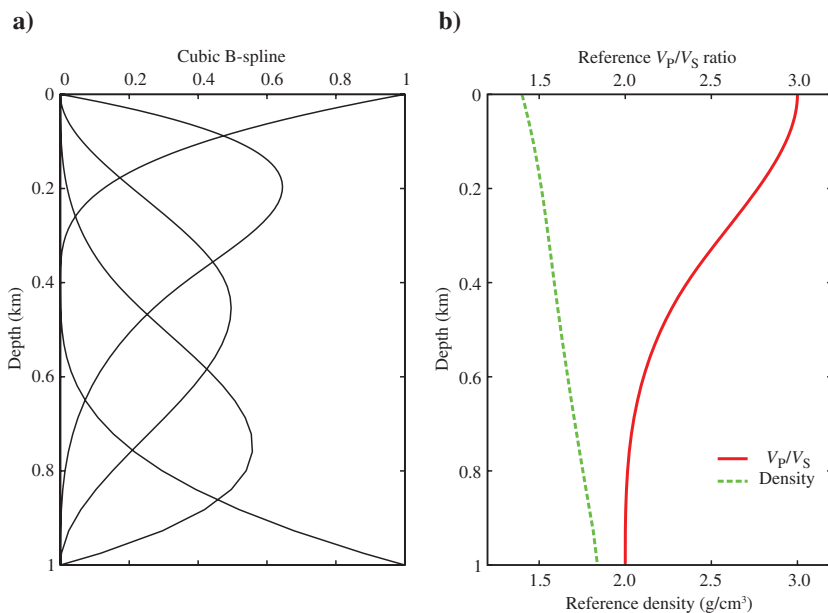 a)
Cubic B-spline
0 0.2 0.4 0.6 0.8 1
0
0.2
0.4
0.6
0.8
1
Depth (km)
b)
Reference VP/VS ratio
1.5 2.0 2.5 3.0
0
0.2
0.4
0.6
0.8
1
Depth (km)
VP/VS
Density
1.5 2.0 2.5 3.0
Reference density (g/cm³)